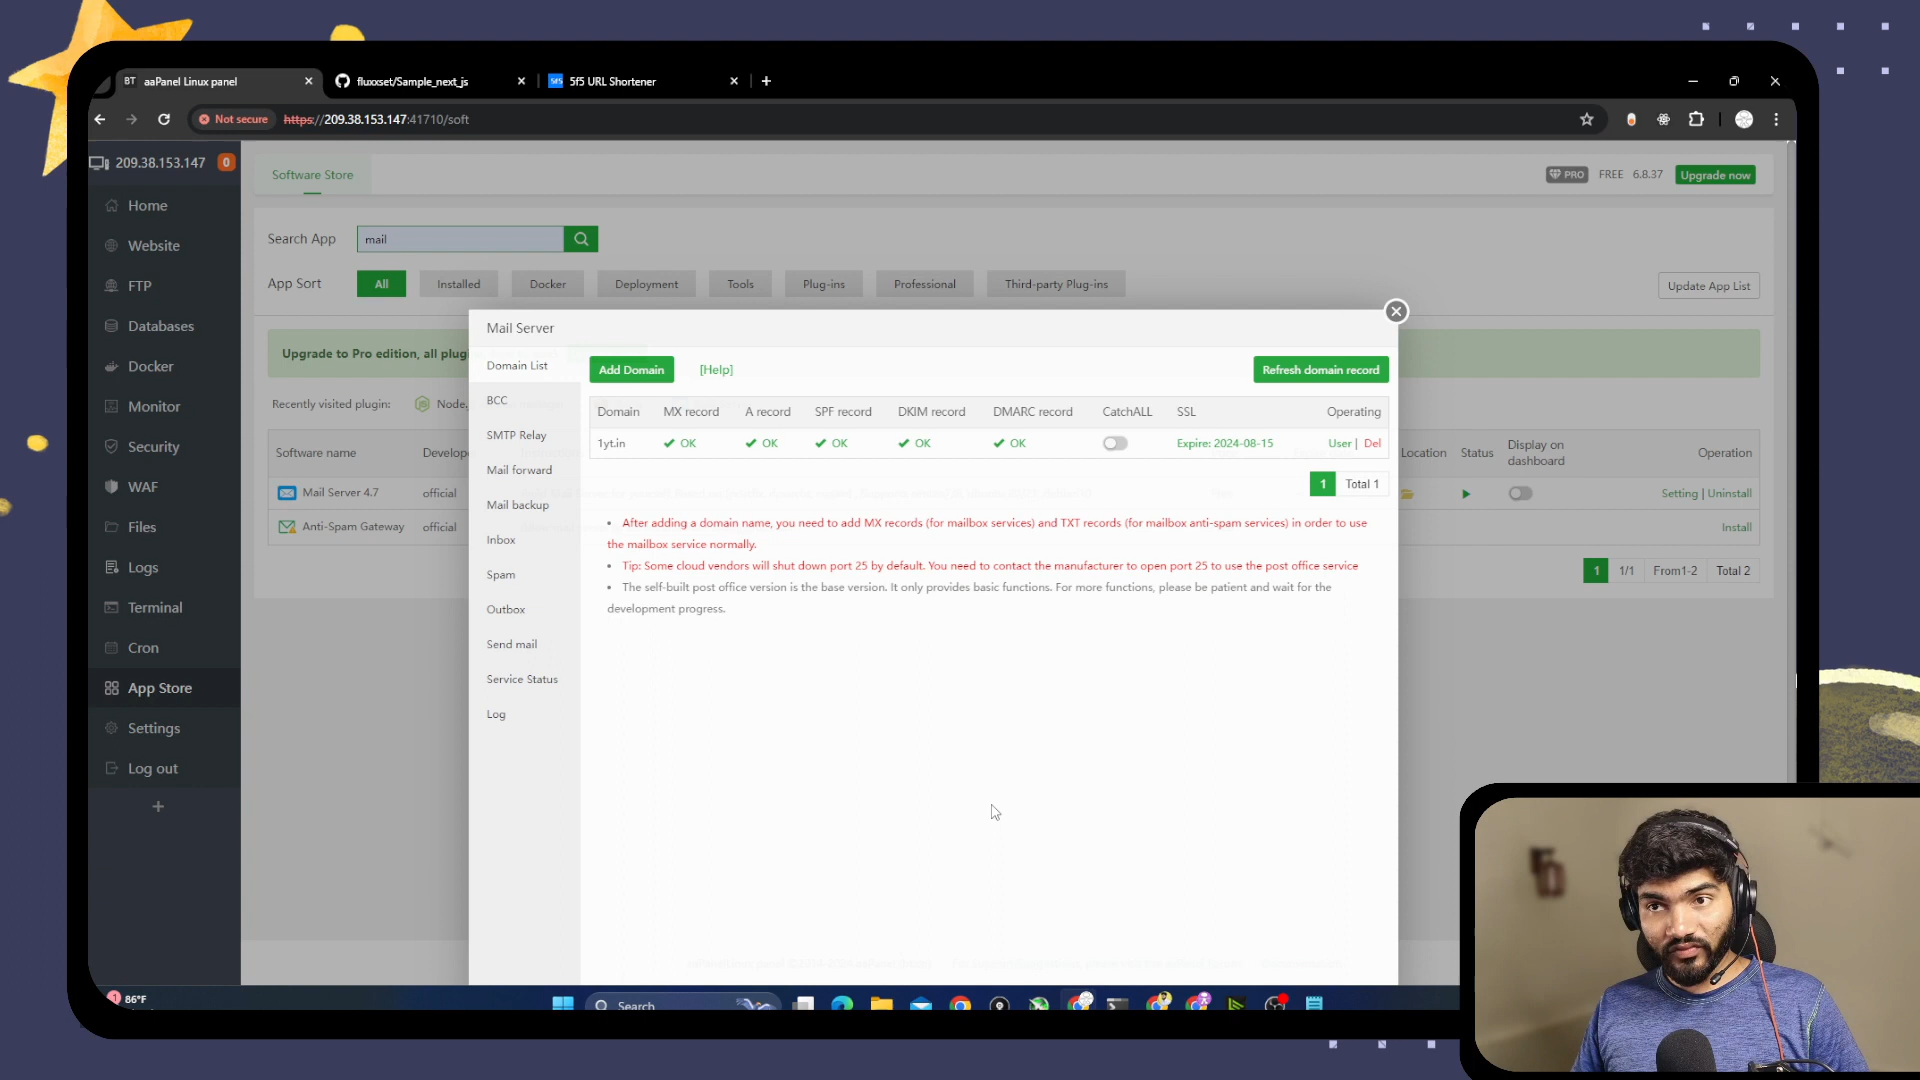 BT aaPanel Linux panel
fluxxset/Sample_next_js
5f5 URL Shortener
Not secure https://209.38.153.147:41710/soft
209.38.153.147 0
Home
Website
FTP
Databases
Docker
Monitor
Security
WAF
Files
Logs
Terminal
Cron
App Store
Settings
Log out
Software Store
PRO FREE 6.8.37 Upgrade now
Search App mail
App Sort All Installed Docker Deployment Tools Plug-ins Professional Third-party Plug-ins Update App List
Upgrade to Pro edition, all plug
Recently visited plugin: Node.
Software name Develop Location Status Display on dashboard Operation
Mail Server 4.7 official Setting | Uninstall
Anti-Spam Gateway official Install
1 1/1 From1-2 Total 2
Mail Server
Domain List
BCC
SMTP Relay
Mail forward
Mail backup
Inbox
Spam
Outbox
Send mail
Service Status
Log
Add Domain [Help] Refresh domain record
Domain MX record A record SPF record DKIM record DMARC record CatchALL SSL Operating
1yt.in OK OK OK OK OK Expire: 2024-08-15 User | Del
1 Total 1
After adding a domain name, you need to add MX records (for mailbox services) and TXT records (for mailbox anti-spam services) in order to use
the mailbox service normally.
Tip: Some cloud vendors will shut down port 25 by default. You need to contact the manufacturer to open port 25 to use the post office service
The self-built post office version is the base version. It only provides basic functions. For more functions, please be patient and wait for the
development progress.
1 86°F
Search